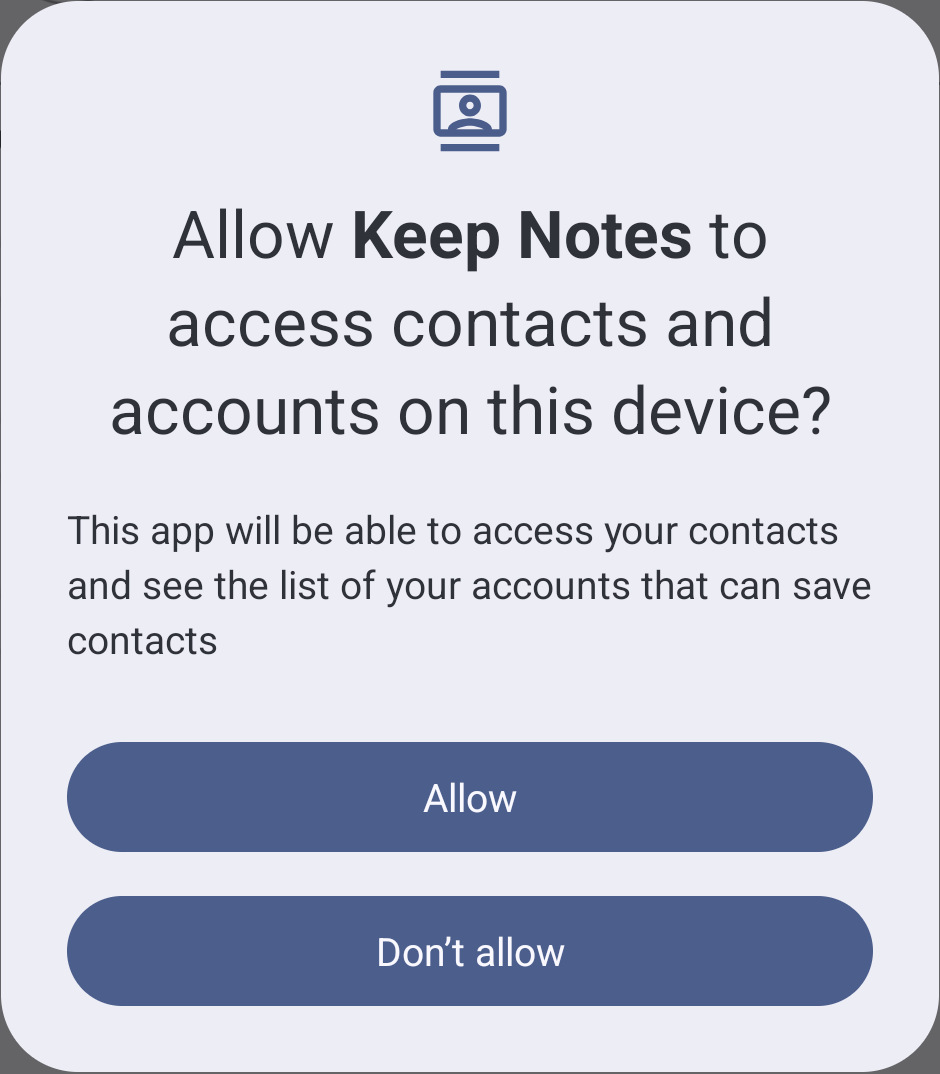 Allow Keep Notes to
access contacts and
accounts on this device?
This app will be able to access your contacts
and see the list of your accounts that can save
contacts
Allow
Don’t allow